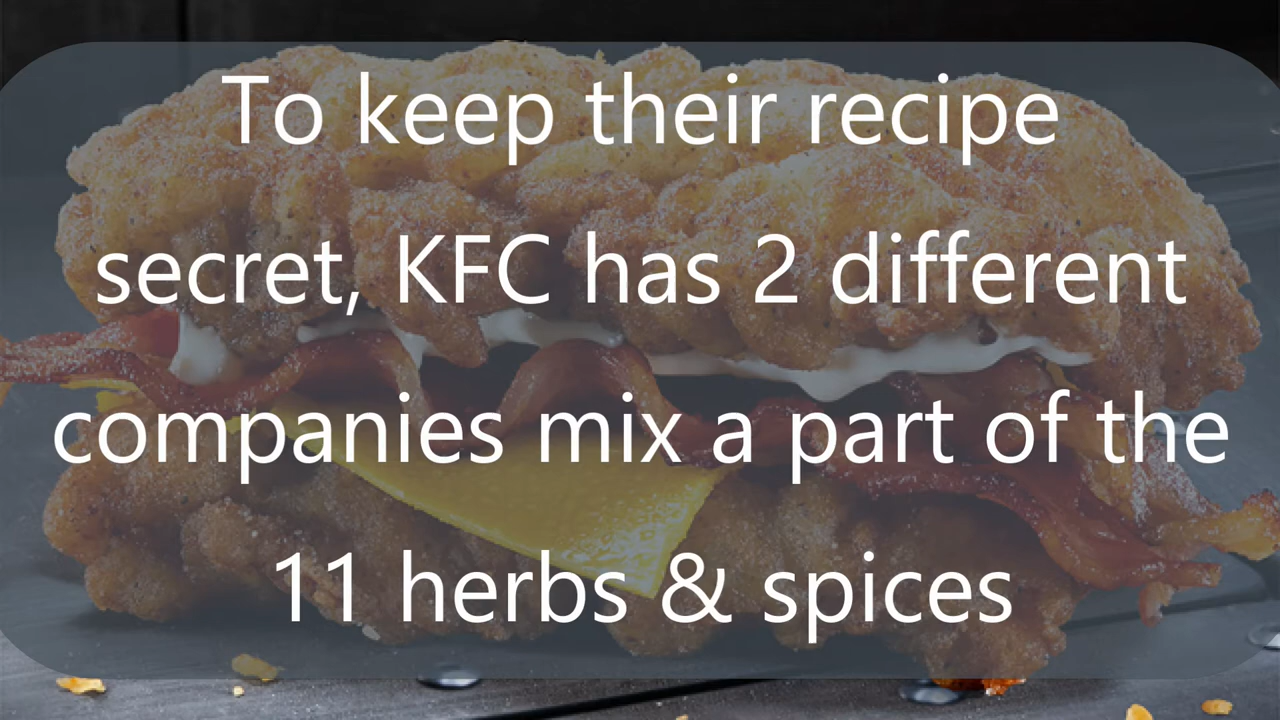 To keep their recipe
secret, KFC has 2 different
companies mix a part of the
11 herbs & spices